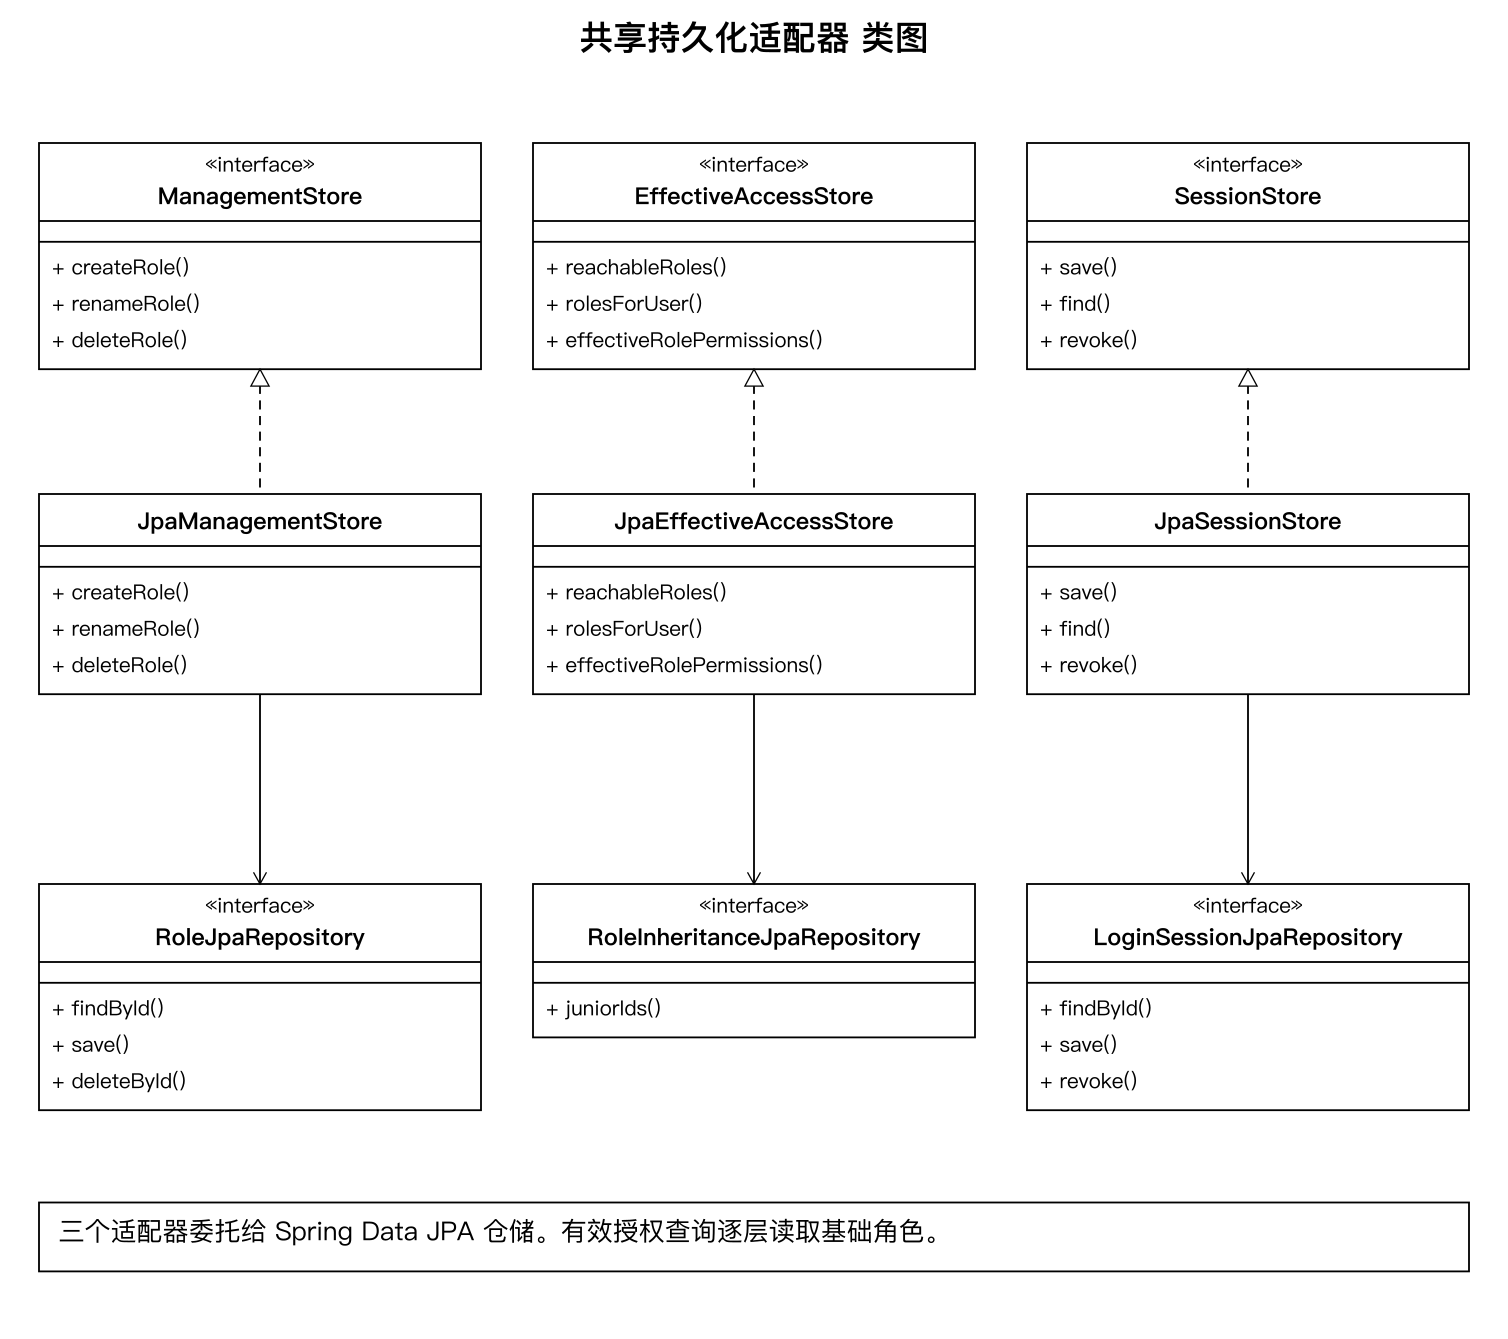 共享持久化适配器 类图
«interface»
ManagementStore
+ createRole()
+ renameRole()
+ deleteRole()
«interface»
EffectiveAccessStore
+ reachableRoles()
+ rolesForUser()
+ effectiveRolePermissions()
«interface»
SessionStore
+ save()
+ find()
+ revoke()
JpaManagementStore
+ createRole()
+ renameRole()
+ deleteRole()
JpaEffectiveAccessStore
+ reachableRoles()
+ rolesForUser()
+ effectiveRolePermissions()
JpaSessionStore
+ save()
+ find()
+ revoke()
«interface»
RoleJpaRepository
+ findById()
+ save()
+ deleteById()
«interface»
RoleInheritanceJpaRepository
+ juniorIds()
«interface»
LoginSessionJpaRepository
+ findById()
+ save()
+ revoke()
三个适配器委托给 Spring Data JPA 仓储。有效授权查询逐层读取基础角色。